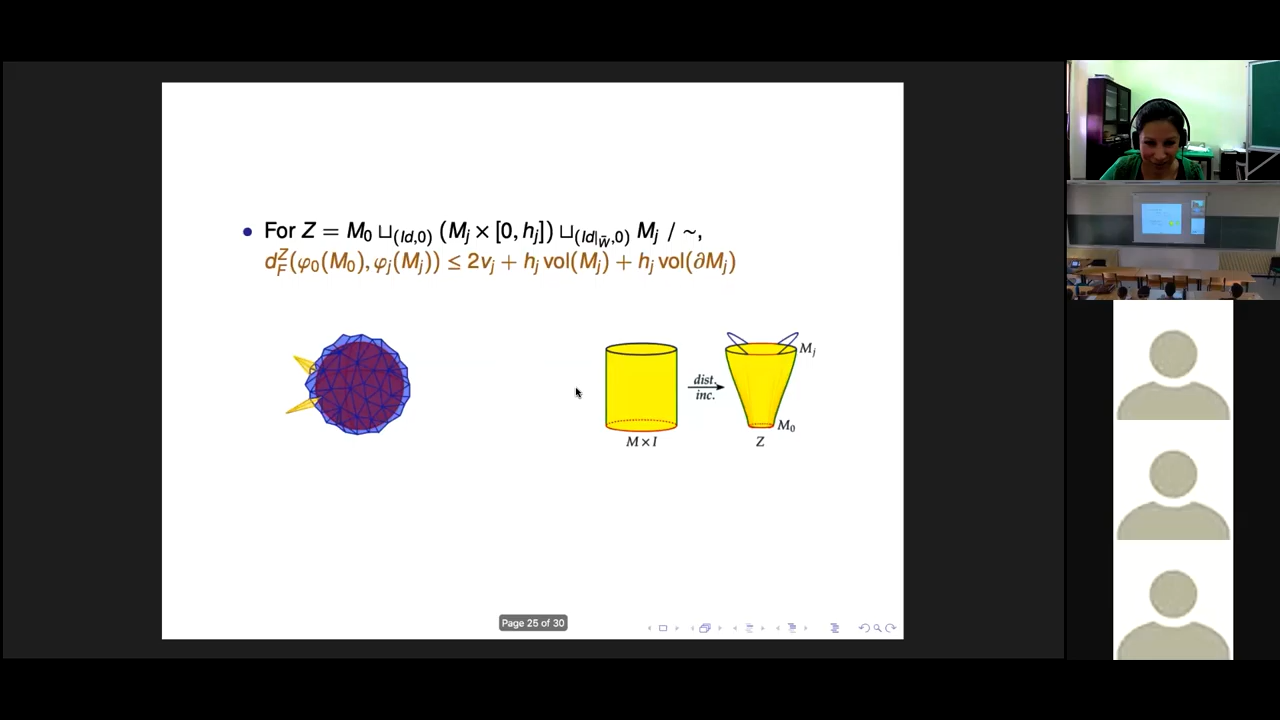 • For Z = M₀ ⊔_(Id,0) (M_j × [0, h_j]) ⊔_(Id|_W̄,0) M_j / ~,
d_F^Z(φ₀(M₀), φ_j(M_j)) ≤ 2v_j + h_j vol(M_j) + h_j vol(∂M_j)
M_j
dist.
inc.
M₀
M × I
Z
Page 25 of 30